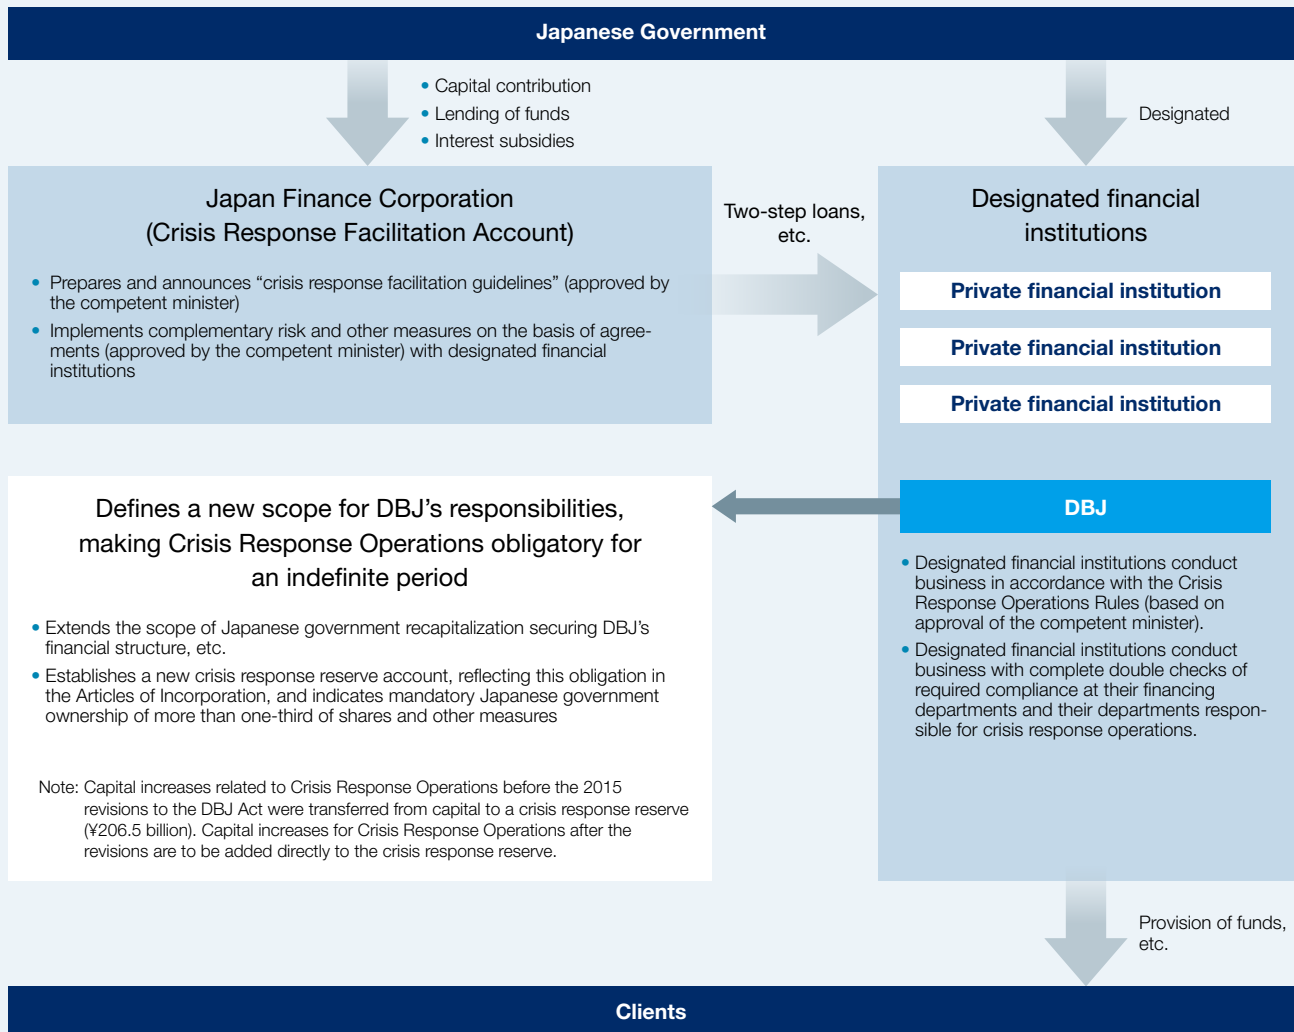 Japanese Government
• Capital contribution
• Lending of funds
• Interest subsidies
Designated
Japan Finance Corporation
(Crisis Response Facilitation Account)
• Prepares and announces “crisis response facilitation guidelines” (approved by
the competent minister)
• Implements complementary risk and other measures on the basis of agree-
ments (approved by the competent minister) with designated financial
institutions
Two-step loans,
etc.
Designated financial
institutions
Private financial institution
Private financial institution
Private financial institution
DBJ
• Designated financial institutions conduct
business in accordance with the Crisis
Response Operations Rules (based on
approval of the competent minister).
• Designated financial institutions conduct
business with complete double checks of
required compliance at their financing
departments and their departments respon-
sible for crisis response operations.
Defines a new scope for DBJ’s responsibilities,
making Crisis Response Operations obligatory for
an indefinite period
• Extends the scope of Japanese government recapitalization securing DBJ’s
financial structure, etc.
• Establishes a new crisis response reserve account, reflecting this obligation in
the Articles of Incorporation, and indicates mandatory Japanese government
ownership of more than one-third of shares and other measures
Note: Capital increases related to Crisis Response Operations before the 2015
revisions to the DBJ Act were transferred from capital to a crisis response reserve
(¥206.5 billion). Capital increases for Crisis Response Operations after the
revisions are to be added directly to the crisis response reserve.
Provision of funds,
etc.
Clients